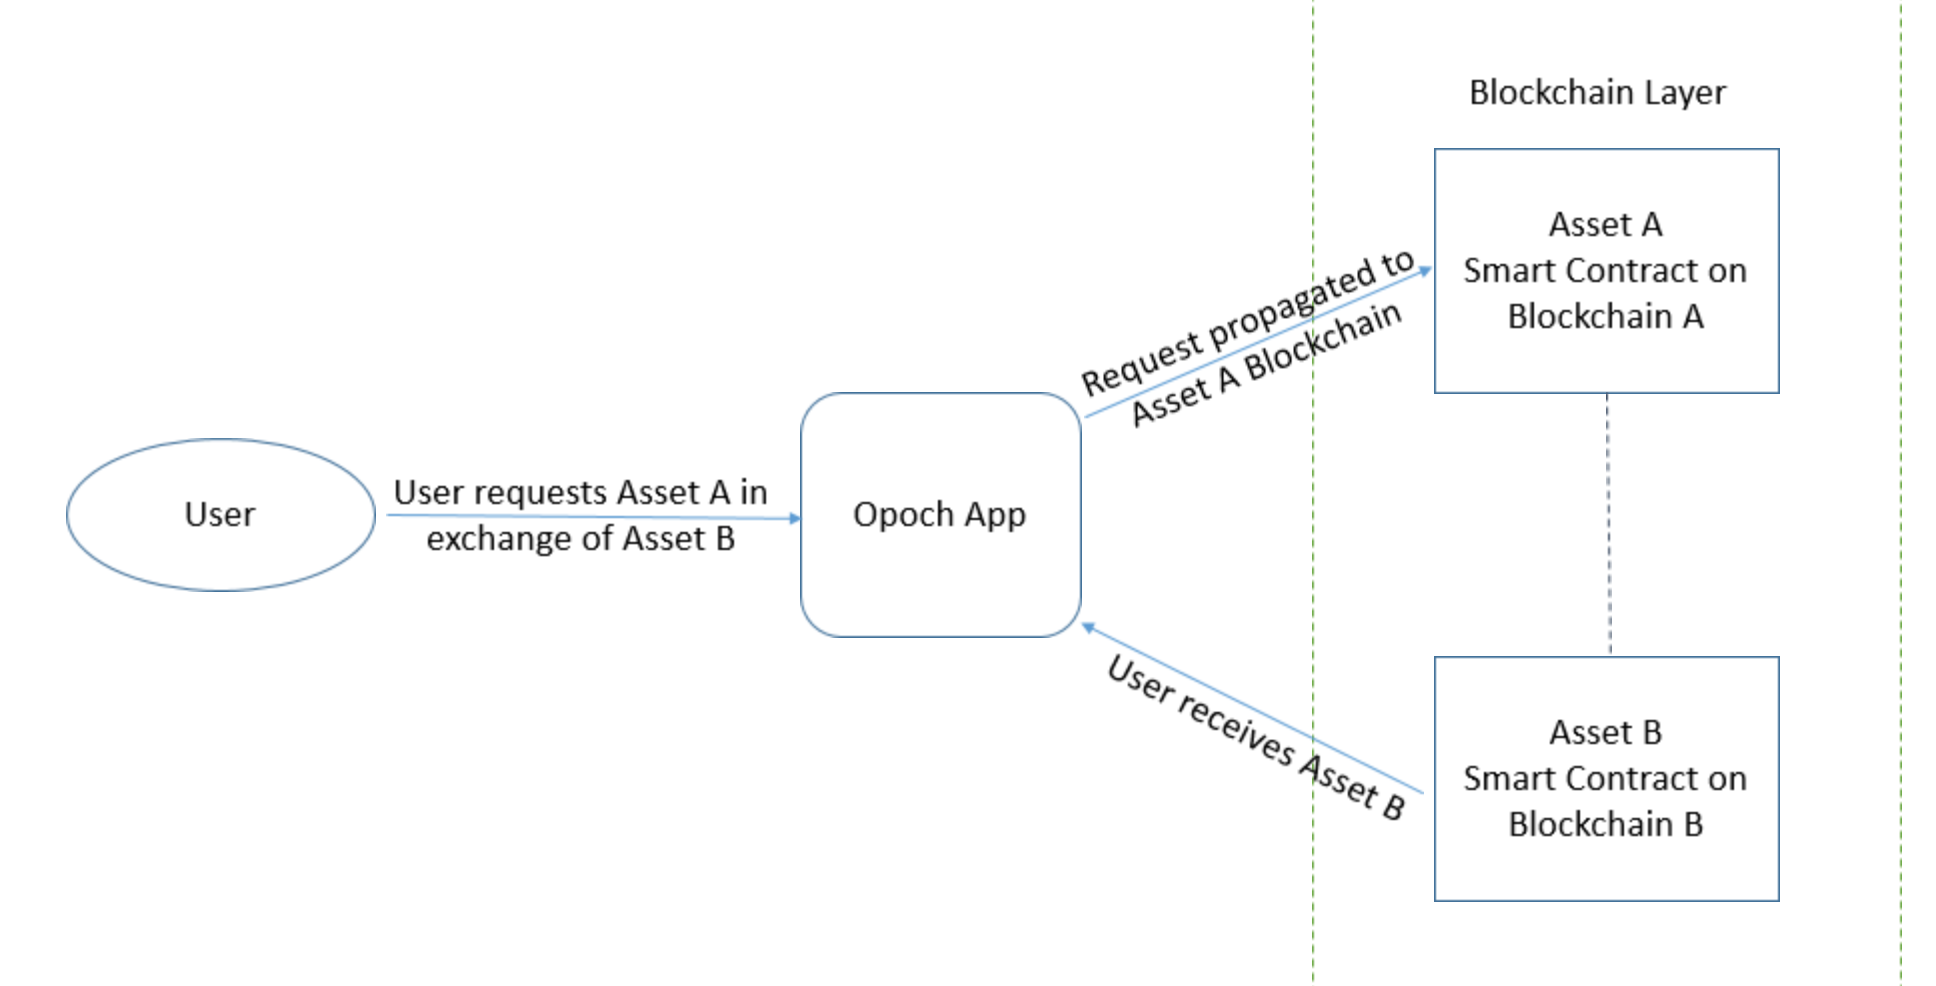 Blockchain Layer
Asset A
Smart Contract on
Blockchain A
Request propagated to
Asset A Blockchain
User
User requests Asset A in
exchange of Asset B
Opoch App
User receives Asset B
Asset B
Smart Contract on
Blockchain B